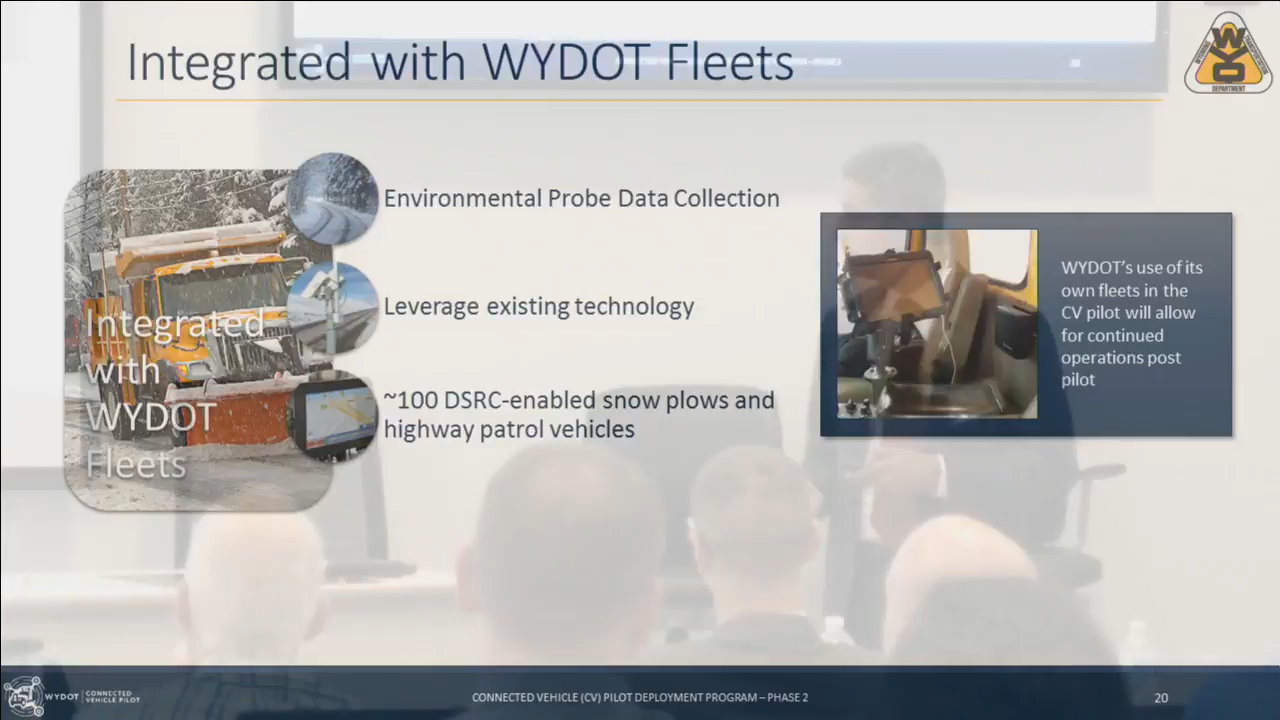 Integrated with WYDOT Fleets
WYO
DEPARTMENT
Environmental Probe Data Collection
Leverage existing technology
~100 DSRC-enabled snow plows and
highway patrol vehicles
Integrated
with
WYDOT
Fleets
WYDOT's use of its
own fleets in the
CV pilot will allow
for continued
operations post
pilot
WYDOT
CONNECTED
VEHICLE PILOT
CONNECTED VEHICLE (CV) PILOT DEPLOYMENT PROGRAM – PHASE 2
20